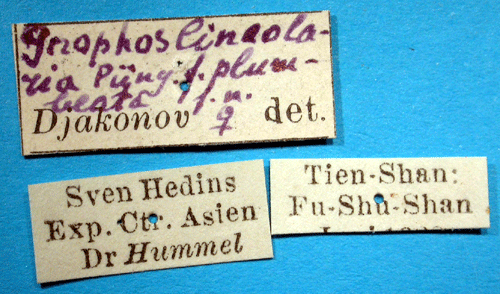 Gnophos lineola-
ria Püng. f. plum-
beata f. n.
Djakonov ♀ det.
Sven Hedins
Exp. Ctr. Asien
Dr Hummel
Tien-Shan:
Fu-Shu-Shan